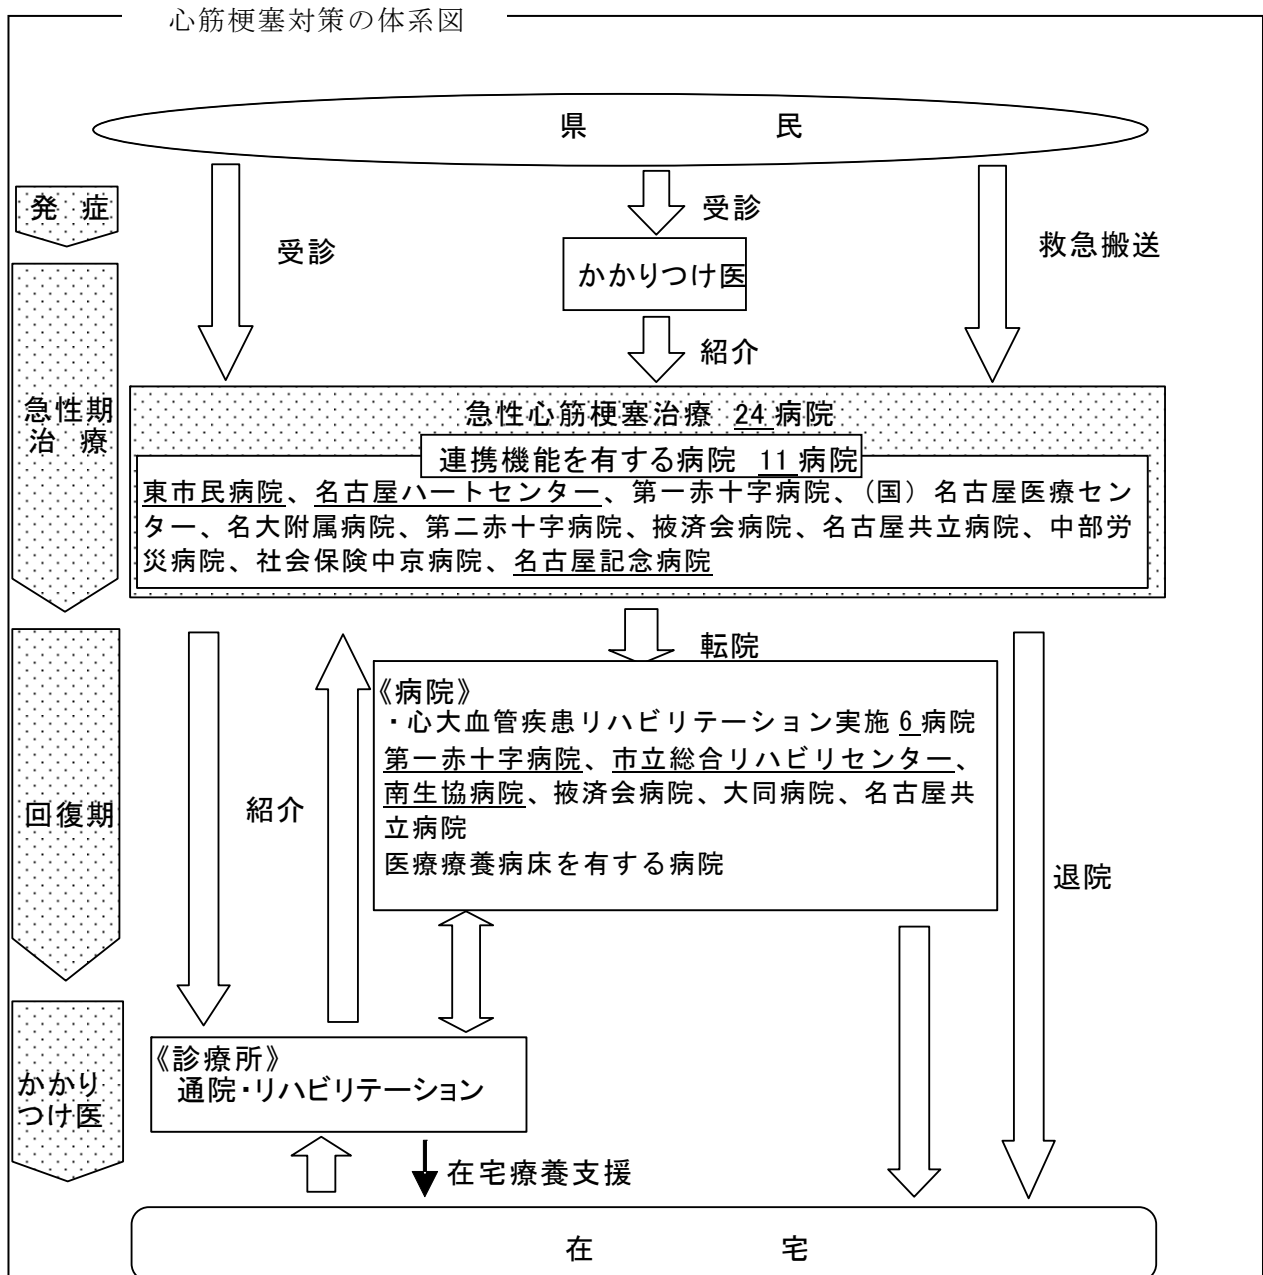 心筋梗塞対策の体系図
県　民
発　症
受診
受診
救急搬送
かかりつけ医
紹介
急性期
治　療
急性心筋梗塞治療　24 病院
連携機能を有する病院　11 病院
東市民病院、名古屋ハートセンター、第一赤十字病院、（国）名古屋医療セン
ター、名大附属病院、第二赤十字病院、掖済会病院、名古屋共立病院、中部労
災病院、社会保険中京病院、名古屋記念病院
転院
《病院》
・心大血管疾患リハビリテーション実施 6 病院
第一赤十字病院、市立総合リハビリセンター、
南生協病院、掖済会病院、大同病院、名古屋共
立病院
医療療養病床を有する病院
回復期
紹介
退院
《診療所》
通院・リハビリテーション
かかり
つけ医
在宅療養支援
在　宅